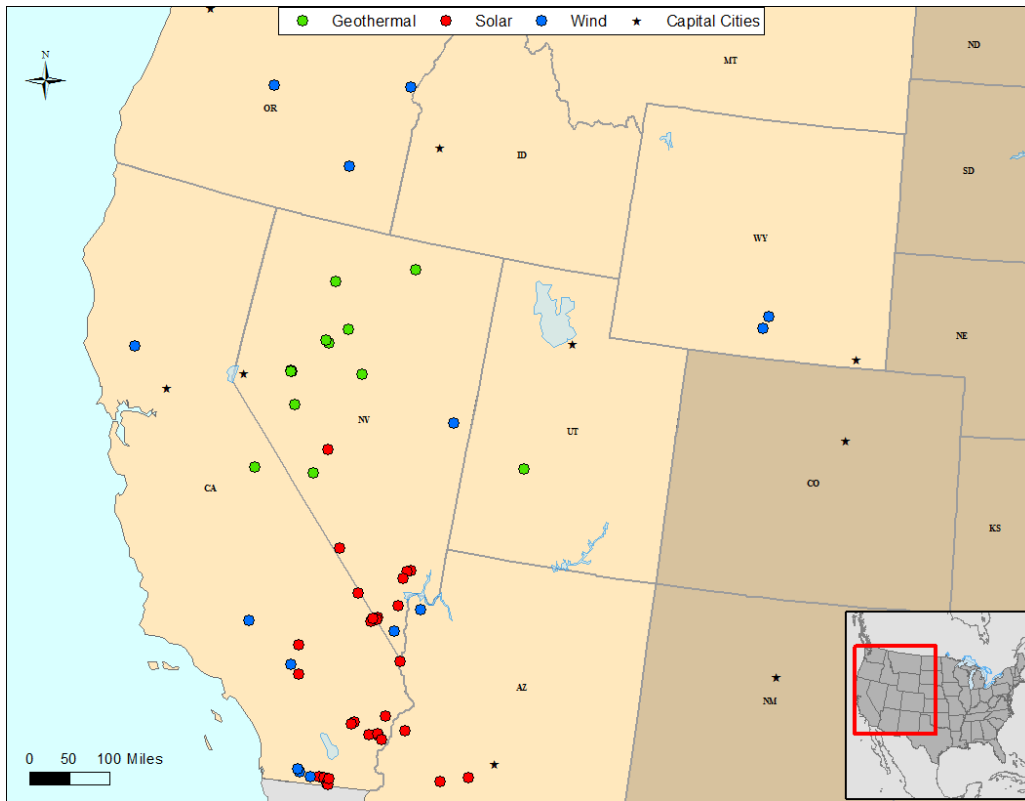 Geothermal Solar Wind Capital Cities
N
ND
MT
OR
ID
SD
WY
NE
NV
UT
CA
CO
KS
AZ
NM
0 50 100 Miles